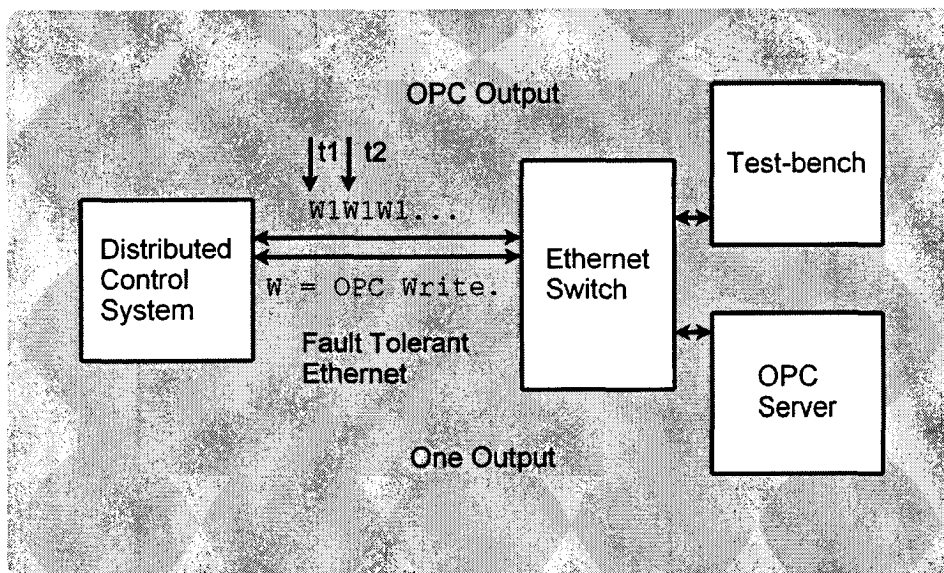 OPC Output
t1 t2
W1W1W1...
Distributed
Control
System
W = OPC Write.
Fault Tolerant
Ethernet
Ethernet
Switch
Test-bench
OPC
Server
One Output